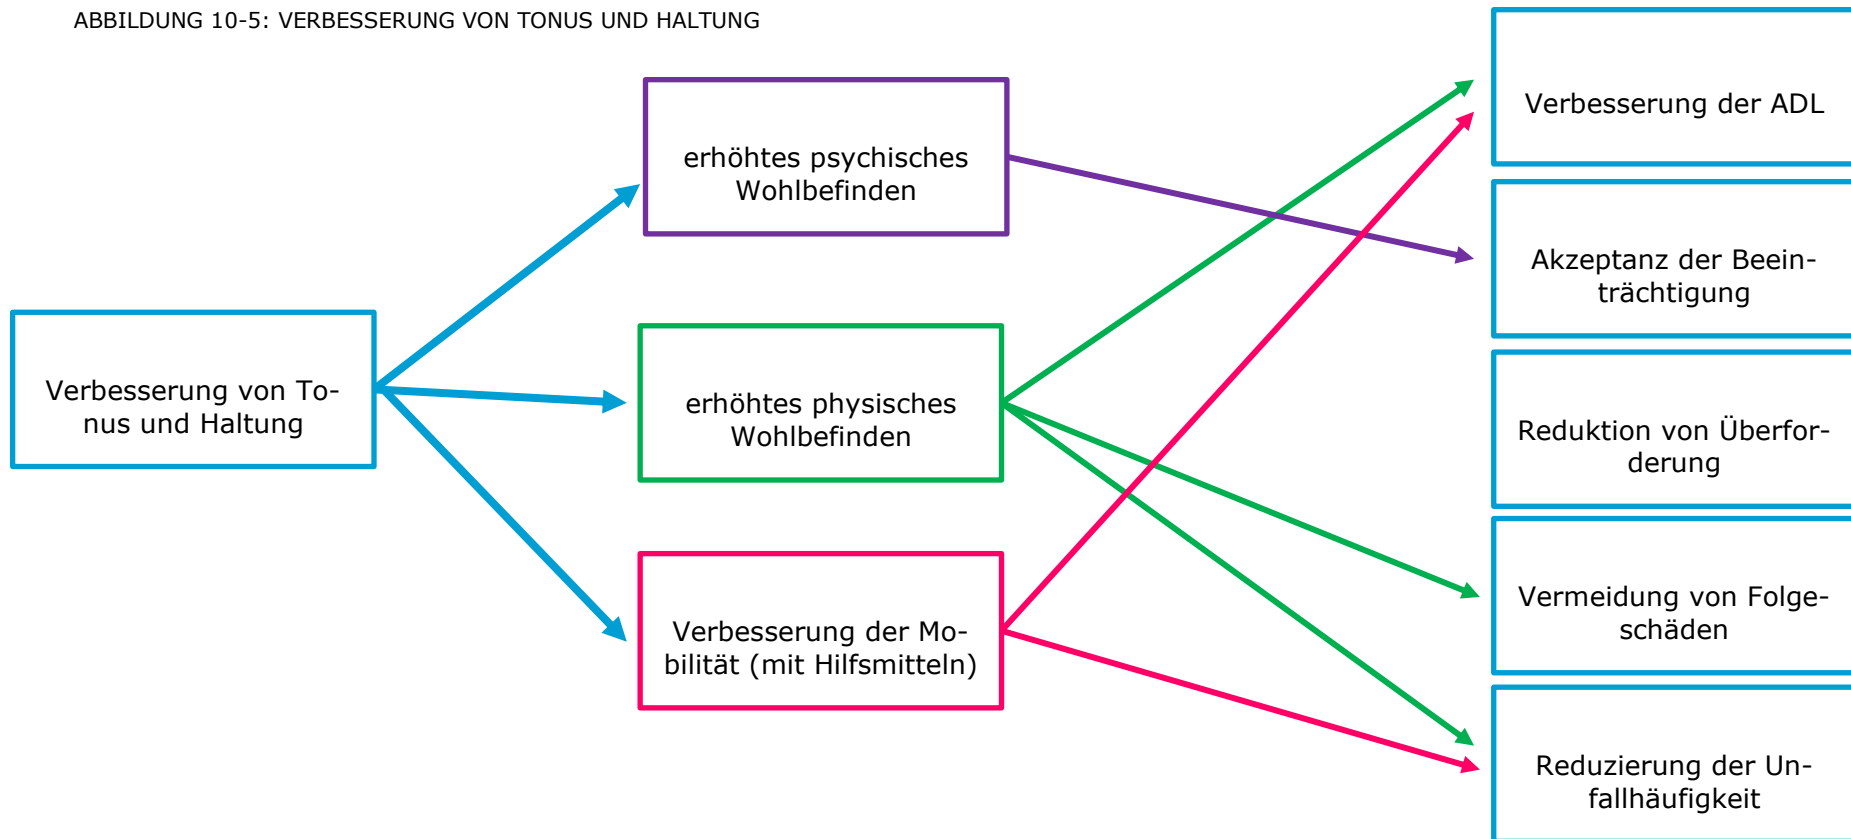 ABBILDUNG 10-5: VERBESSERUNG VON TONUS UND HALTUNG
Verbesserung von To-
nus und Haltung
erhöhtes psychisches
Wohlbefinden
erhöhtes physisches
Wohlbefinden
Verbesserung der Mo-
bilität (mit Hilfsmitteln)
Verbesserung der ADL
Akzeptanz der Beein-
trächtigung
Reduktion von Überfor-
derung
Vermeidung von Folge-
schäden
Reduzierung der Un-
fallhäufigkeit